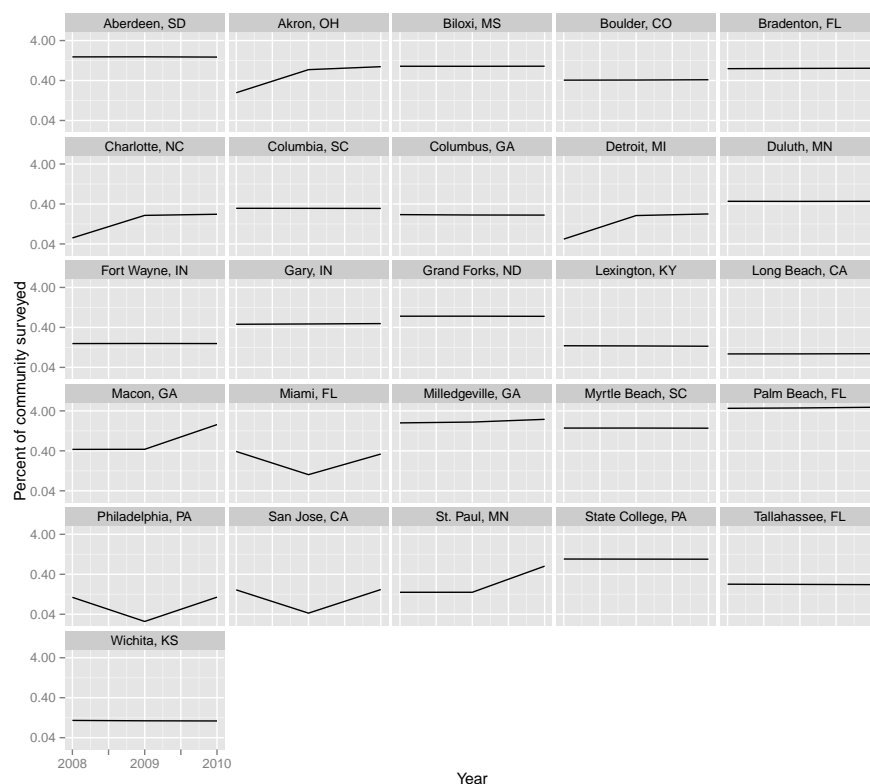 Aberdeen, SD
Akron, OH
Biloxi, MS
Boulder, CO
Bradenton, FL
4.00
0.40
0.04
Charlotte, NC
Columbia, SC
Columbus, GA
Detroit, MI
Duluth, MN
4.00
0.40
0.04
Fort Wayne, IN
Gary, IN
Grand Forks, ND
Lexington, KY
Long Beach, CA
4.00
0.40
0.04
Percent of community surveyed
Macon, GA
Miami, FL
Milledgeville, GA
Myrtle Beach, SC
Palm Beach, FL
4.00
0.40
0.04
Philadelphia, PA
San Jose, CA
St. Paul, MN
State College, PA
Tallahassee, FL
4.00
0.40
0.04
Wichita, KS
4.00
0.40
0.04
2008
2009
2010
Year